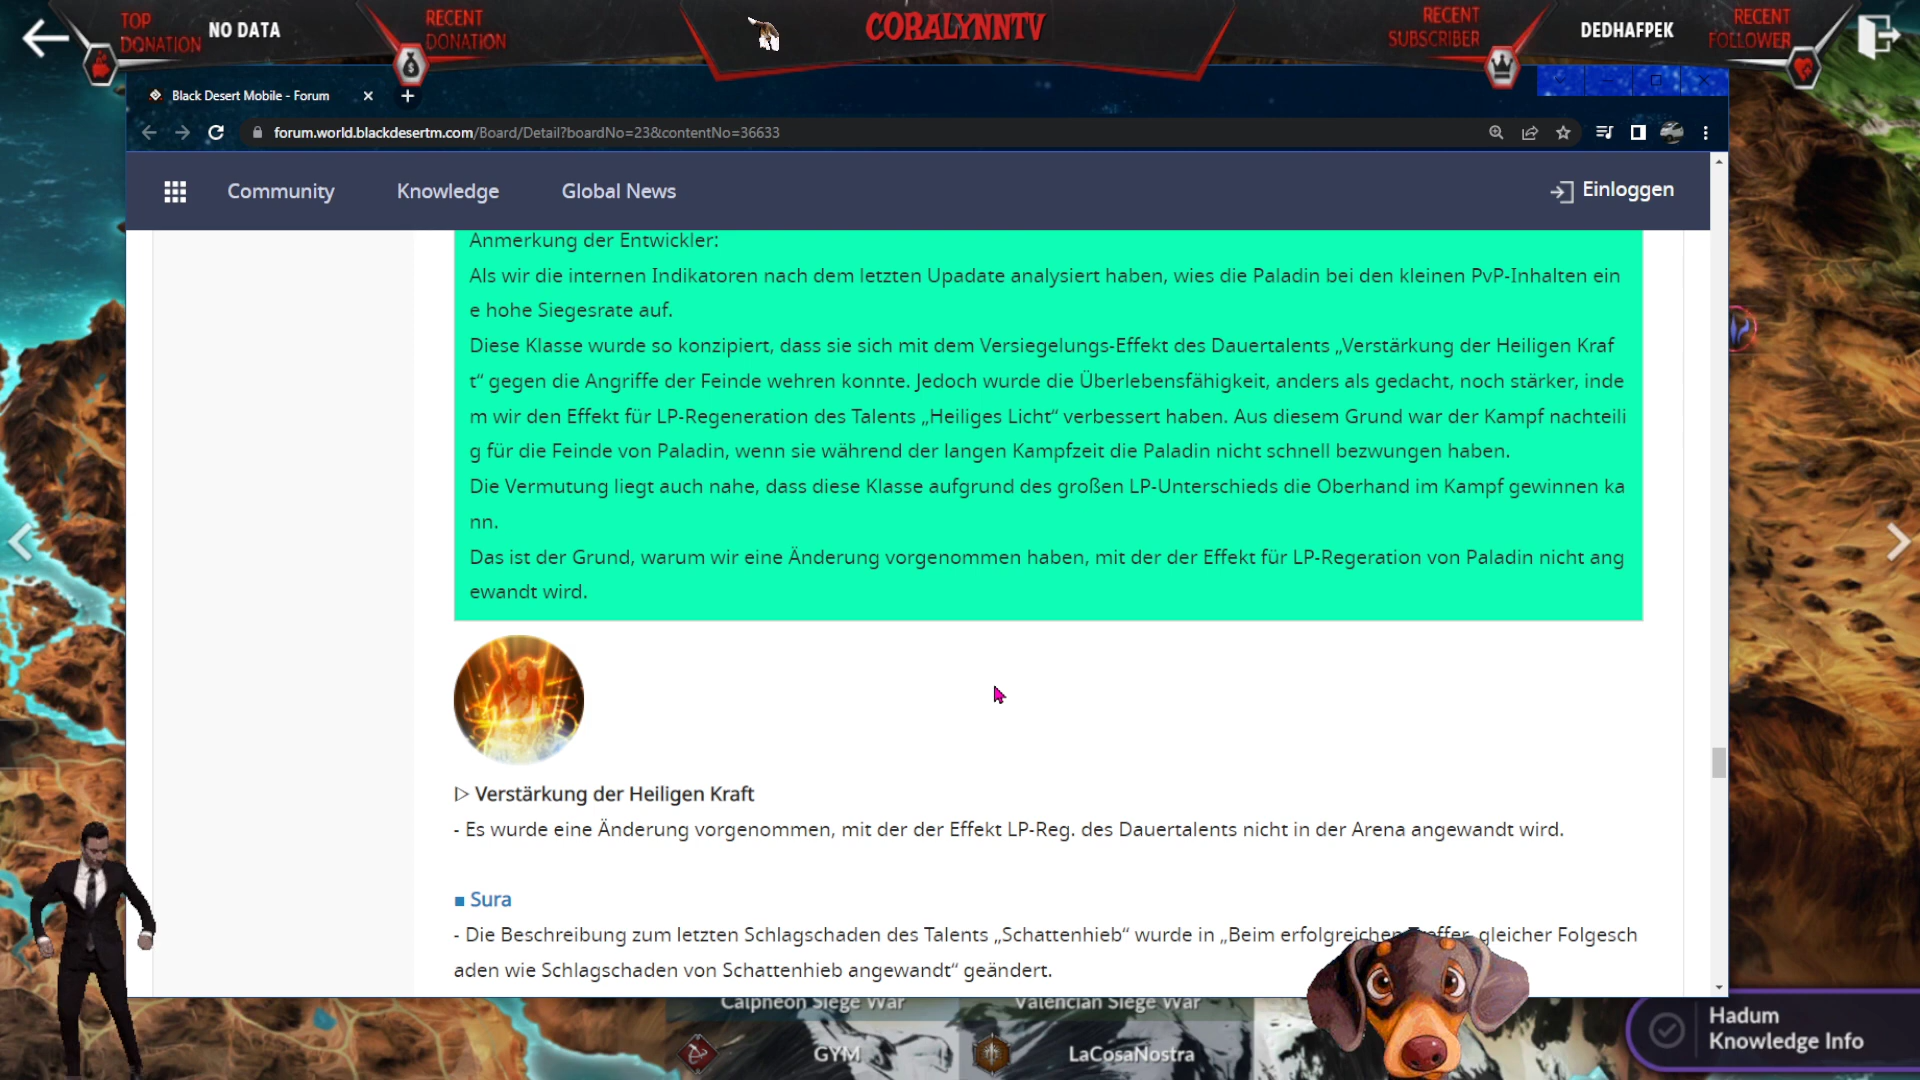 TOP DONATION
NO DATA
RECENT DONATION
CORALYNNTV
RECENT SUBSCRIBER
DEDHAFPEK
RECENT FOLLOWER
Black Desert Mobile - Forum
forum.world.blackdesertm.com/Board/Detail?boardNo=23&contentNo=36633
Community
Knowledge
Global News
Einloggen
Anmerkung der Entwickler:
Als wir die internen Indikatoren nach dem letzten Upadate analysiert haben, wies die Paladin bei den kleinen PvP-Inhalten ein
e hohe Siegesrate auf.
Diese Klasse wurde so konzipiert, dass sie sich mit dem Versiegelungs-Effekt des Dauertalents „Verstärkung der Heiligen Kraf
t“ gegen die Angriffe der Feinde wehren konnte. Jedoch wurde die Überlebensfähigkeit, anders als gedacht, noch stärker, inde
m wir den Effekt für LP-Regeneration des Talents „Heiliges Licht“ verbessert haben. Aus diesem Grund war der Kampf nachteili
g für die Feinde von Paladin, wenn sie während der langen Kampfzeit die Paladin nicht schnell bezwungen haben.
Die Vermutung liegt auch nahe, dass diese Klasse aufgrund des großen LP-Unterschieds die Oberhand im Kampf gewinnen ka
nn.
Das ist der Grund, warum wir eine Änderung vorgenommen haben, mit der der Effekt für LP-Regeration von Paladin nicht ang
ewandt wird.
▷ Verstärkung der Heiligen Kraft
- Es wurde eine Änderung vorgenommen, mit der der Effekt LP-Reg. des Dauertalents nicht in der Arena angewandt wird.
■ Sura
- Die Beschreibung zum letzten Schlagschaden des Talents „Schattenhieb“ wurde in „Beim erfolgreichen gleicher Folgesch
aden wie Schlagschaden von Schattenhieb angewandt“ geändert.
Calpheon Siege War
Valencian Siege War
GYM
LaCosaNostra
Hadum
Knowledge Info